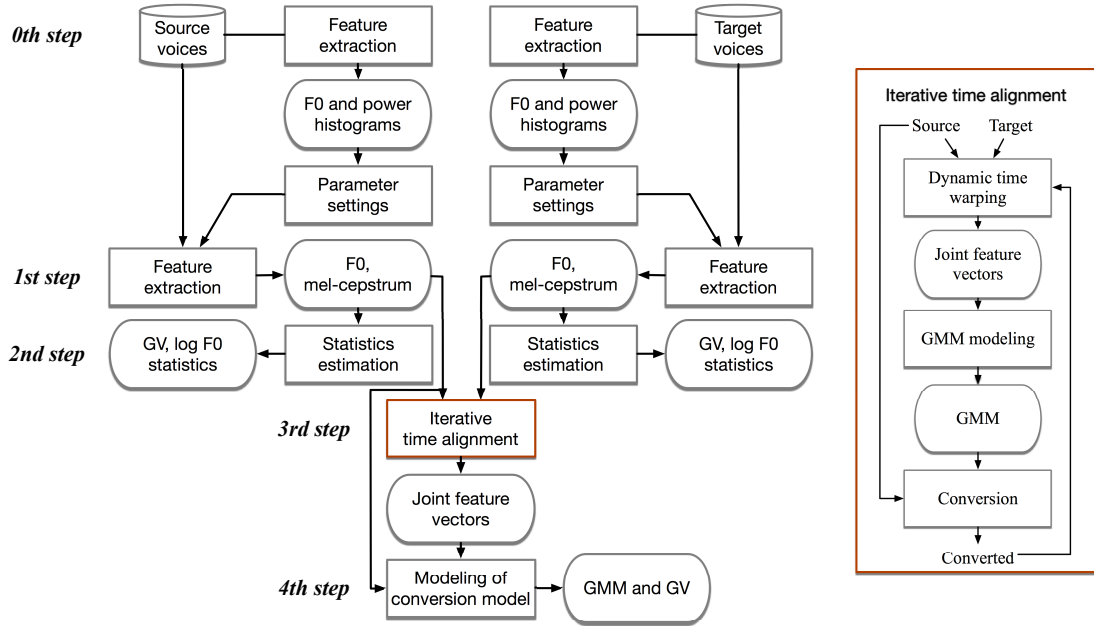 0th step
Source
voices
Feature
extraction
Feature
extraction
Target
voices
F0 and power
histograms
F0 and power
histograms
Parameter
settings
Parameter
settings
1st step
Feature
extraction
F0,
mel-cepstrum
F0,
mel-cepstrum
Feature
extraction
2nd step
GV, log F0
statistics
Statistics
estimation
Statistics
estimation
GV, log F0
statistics
3rd step
Iterative
time alignment
Joint feature
vectors
4th step
Modeling of
conversion model
GMM and GV
Iterative time alignment
Source
Target
Dynamic time
warping
Joint feature
vectors
GMM modeling
GMM
Conversion
Converted